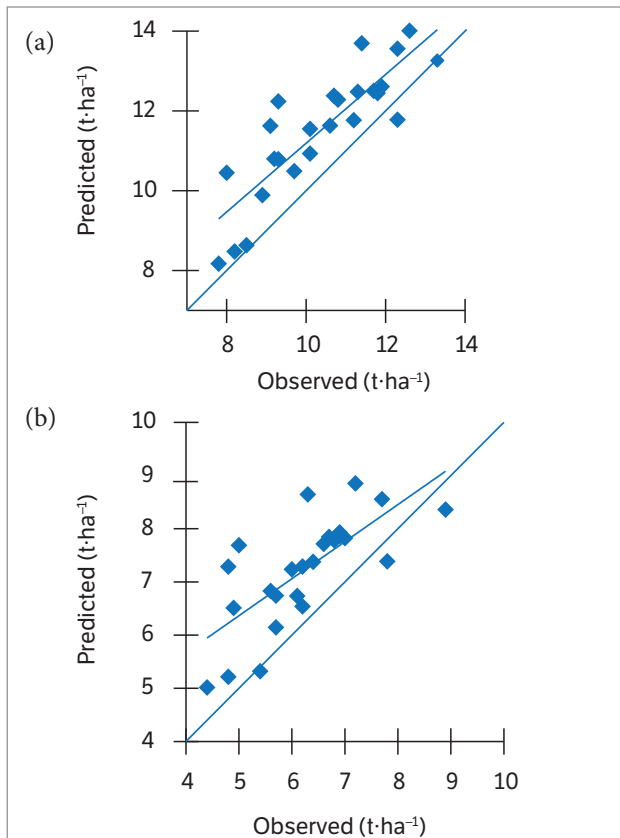 (a)
14
12
10
8
Predicted (t·ha⁻¹)
8 10 12 14
Observed (t·ha⁻¹)
(b)
10
9
8
7
6
5
4
Predicted (t·ha⁻¹)
4 5 6 7 8 9 10
Observed (t·ha⁻¹)